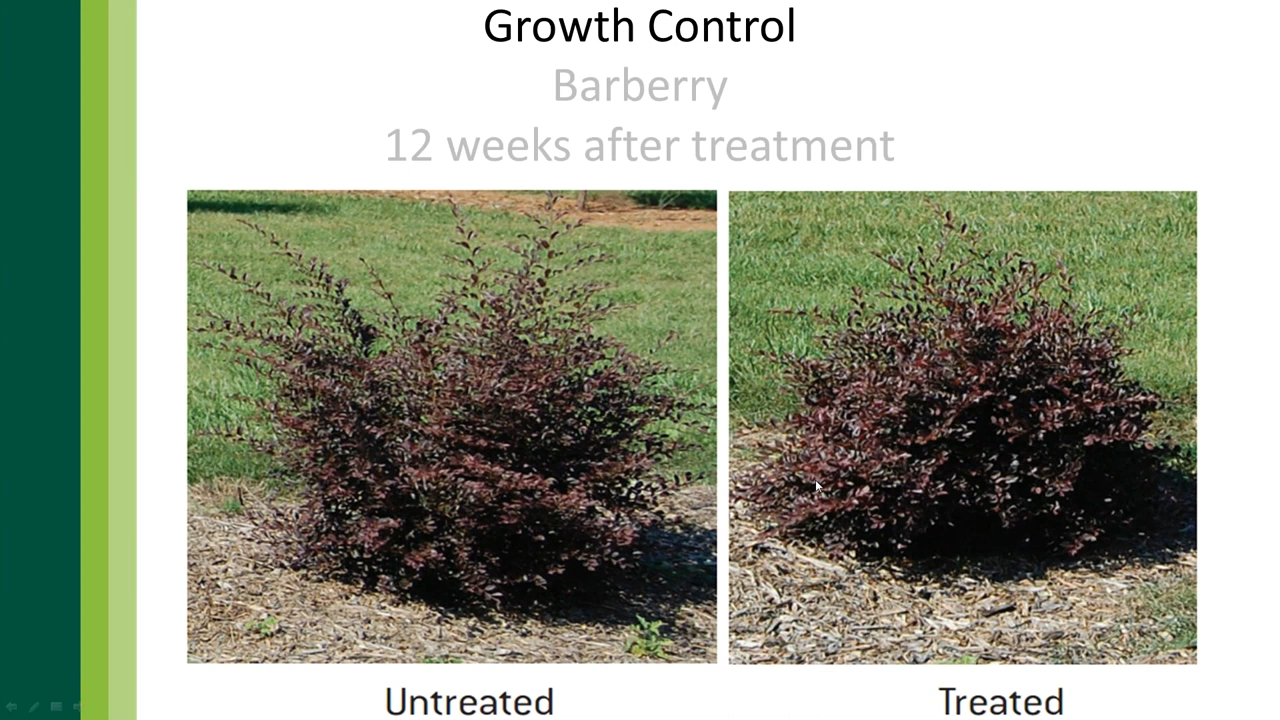 Growth Control
Barberry
12 weeks after treatment
Untreated
Treated